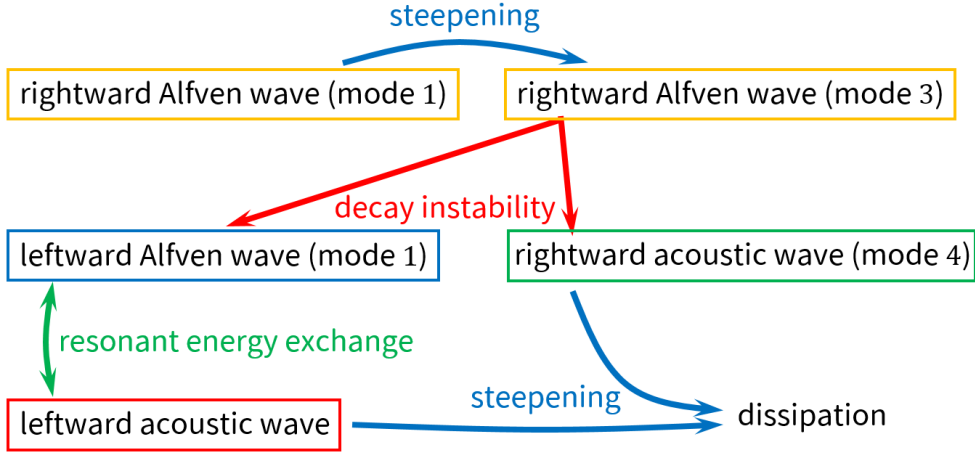 steepening
rightward Alfven wave (mode 1)
rightward Alfven wave (mode 3)
decay instability
leftward Alfven wave (mode 1)
rightward acoustic wave (mode 4)
resonant energy exchange
steepening
leftward acoustic wave
dissipation